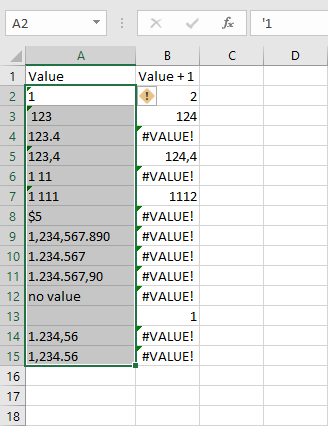 A2 '1
A B C D
1 Value Value + 1
2 1 ! 2
3 123 124
4 123.4 #VALUE!
5 123,4 124,4
6 1 11 #VALUE!
7 1 111 1112
8 $5 #VALUE!
9 1,234,567.890 #VALUE!
10 1.234.567 #VALUE!
11 1.234.567,90 #VALUE!
12 no value #VALUE!
13 1
14 1.234,56 #VALUE!
15 1,234.56 #VALUE!
16
17
18